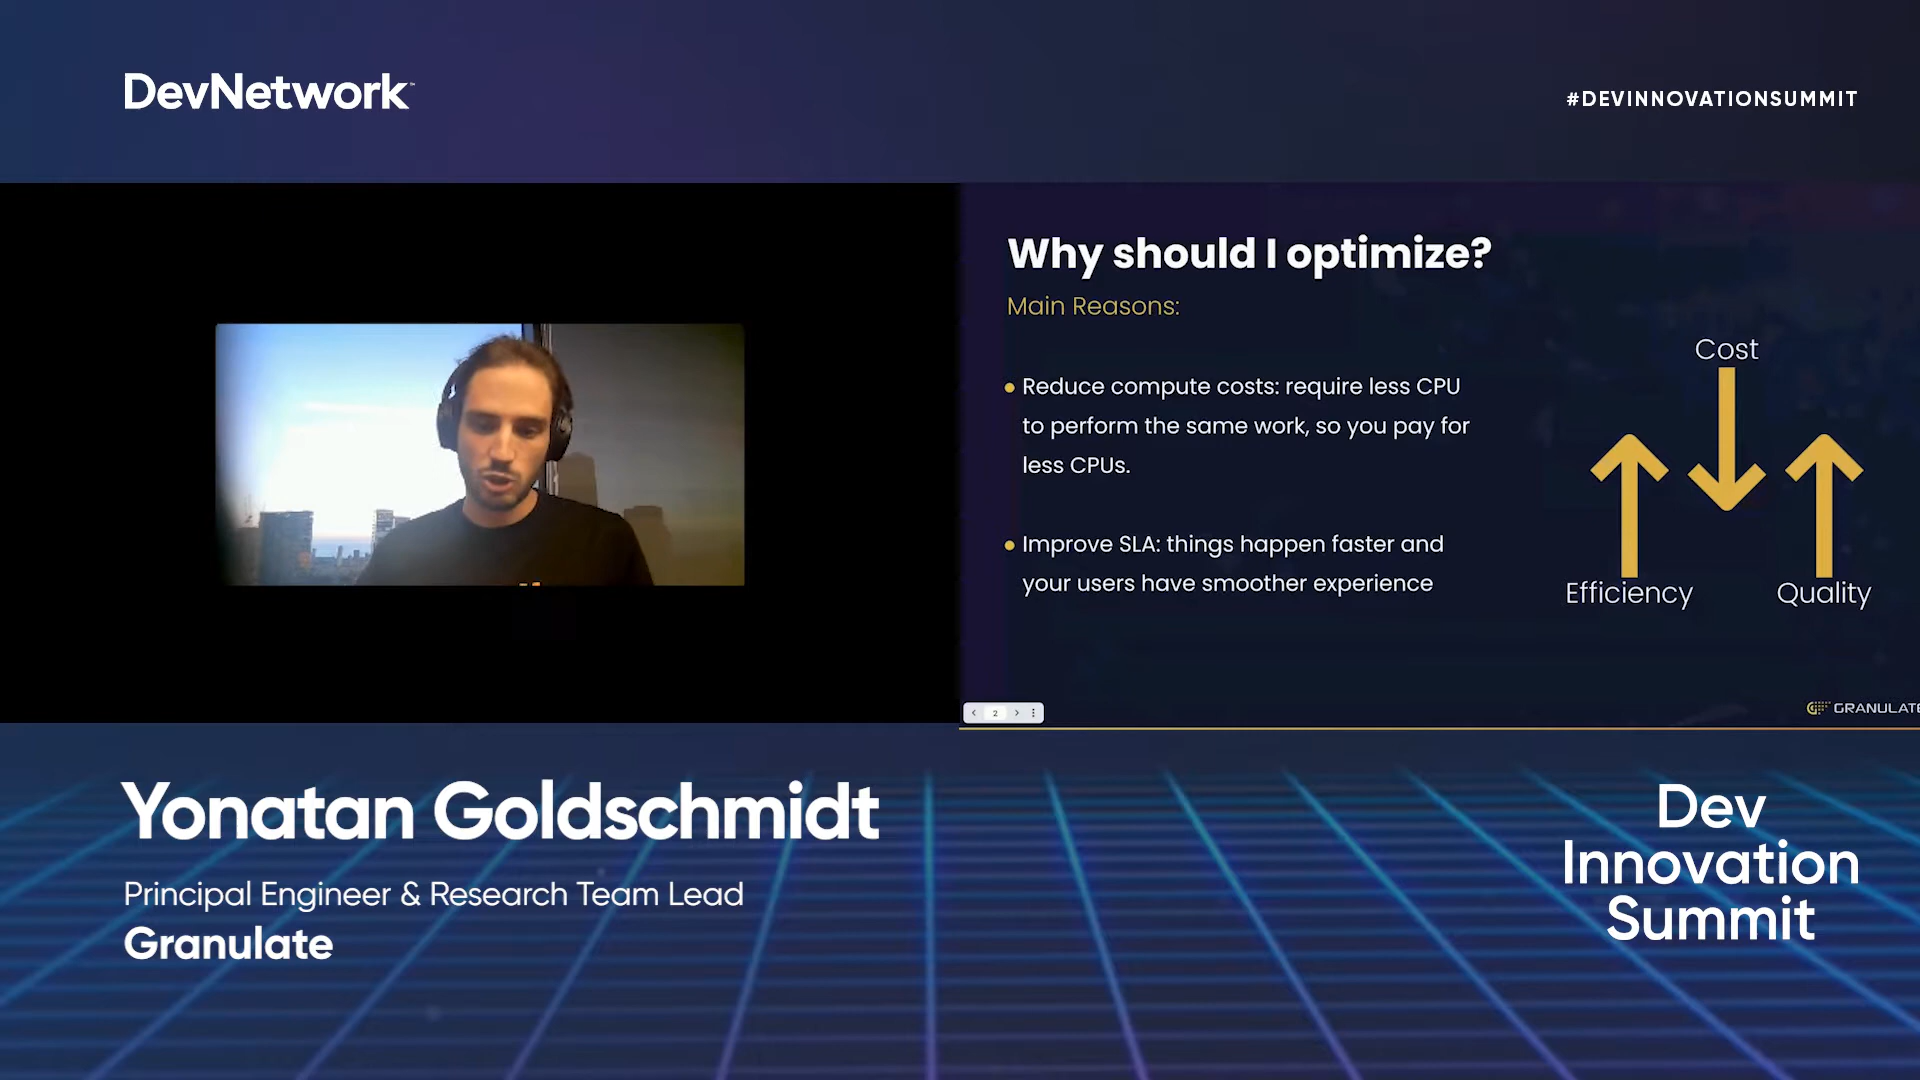 DevNetwork™
#DEVINNOVATIONSUMMIT
Why should I optimize?
Main Reasons:
Reduce compute costs: require less CPU
to perform the same work, so you pay for
less CPUs.
Improve SLA: things happen faster and
your users have smoother experience
Cost
Efficiency
Quality
2
GRANULATE
Yonatan Goldschmidt
Principal Engineer & Research Team Lead
Granulate
Dev
Innovation
Summit